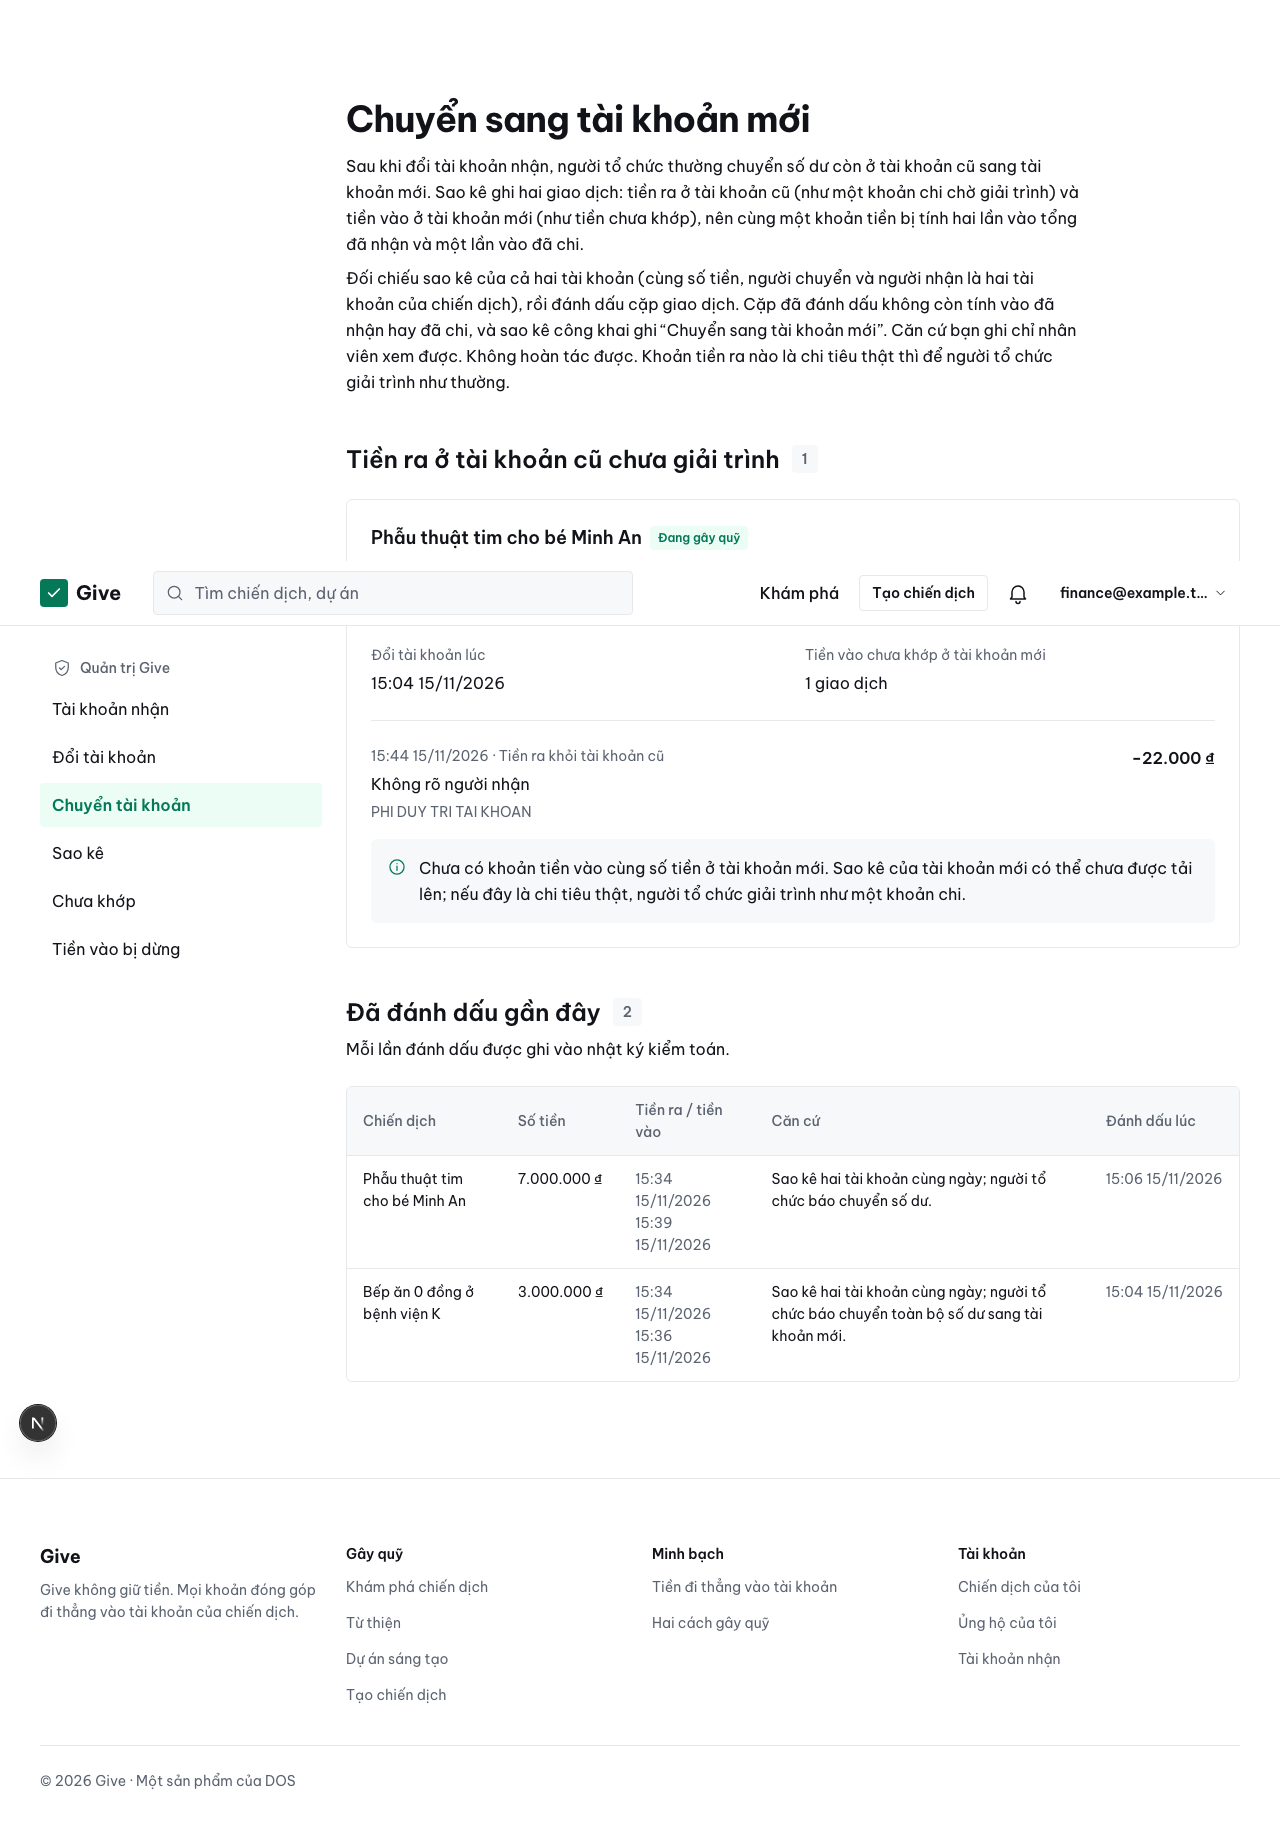 Chuyển sang tài khoản mới
Sau khi đổi tài khoản nhận, người tổ chức thường chuyển số dư còn ở tài khoản cũ sang tài
khoản mới. Sao kê ghi hai giao dịch: tiền ra ở tài khoản cũ (như một khoản chi chờ giải trình) và
tiền vào ở tài khoản mới (như tiền chưa khớp), nên cùng một khoản tiền bị tính hai lần vào tổng
đã nhận và một lần vào đã chi.
Đối chiếu sao kê của cả hai tài khoản (cùng số tiền, người chuyển và người nhận là hai tài
khoản của chiến dịch), rồi đánh dấu cặp giao dịch. Cặp đã đánh dấu không còn tính vào đã
nhận hay đã chi, và sao kê công khai ghi “Chuyển sang tài khoản mới”. Căn cứ bạn ghi chỉ nhân
viên xem được. Không hoàn tác được. Khoản tiền ra nào là chi tiêu thật thì để người tổ chức
giải trình như thường.
Tiền ra ở tài khoản cũ chưa giải trình 1
Phẫu thuật tim cho bé Minh An Đang gây quỹ
Give
Tìm chiến dịch, dự án
Khám phá
Tạo chiến dịch
finance@example.t...
Quản trị Give
Tài khoản nhận
Đổi tài khoản
Chuyển tài khoản
Sao kê
Chưa khớp
Tiền vào bị dừng
Đổi tài khoản lúc
15:04 15/11/2026
Tiền vào chưa khớp ở tài khoản mới
1 giao dịch
15:44 15/11/2026 · Tiền ra khỏi tài khoản cũ
-22.000 ₫
Không rõ người nhận
PHI DUY TRI TAI KHOAN
Chưa có khoản tiền vào cùng số tiền ở tài khoản mới. Sao kê của tài khoản mới có thể chưa được tải
lên; nếu đây là chi tiêu thật, người tổ chức giải trình như một khoản chi.
Đã đánh dấu gần đây 2
Mỗi lần đánh dấu được ghi vào nhật ký kiểm toán.
Chiến dịch
Số tiền
Tiền ra / tiền
vào
Căn cứ
Đánh dấu lúc
Phẫu thuật tim
cho bé Minh An
7.000.000 ₫
15:34
15/11/2026
15:39
15/11/2026
Sao kê hai tài khoản cùng ngày; người tổ
chức báo chuyển số dư.
15:06 15/11/2026
Bếp ăn 0 đồng ở
bệnh viện K
3.000.000 ₫
15:34
15/11/2026
15:36
15/11/2026
Sao kê hai tài khoản cùng ngày; người tổ
chức báo chuyển toàn bộ số dư sang tài
khoản mới.
15:04 15/11/2026
N
Give
Give không giữ tiền. Mọi khoản đóng góp
đi thẳng vào tài khoản của chiến dịch.
Gây quỹ
Khám phá chiến dịch
Từ thiện
Dự án sáng tạo
Tạo chiến dịch
Minh bạch
Tiền đi thẳng vào tài khoản
Hai cách gây quỹ
Tài khoản
Chiến dịch của tôi
Ủng hộ của tôi
Tài khoản nhận
© 2026 Give · Một sản phẩm của DOS